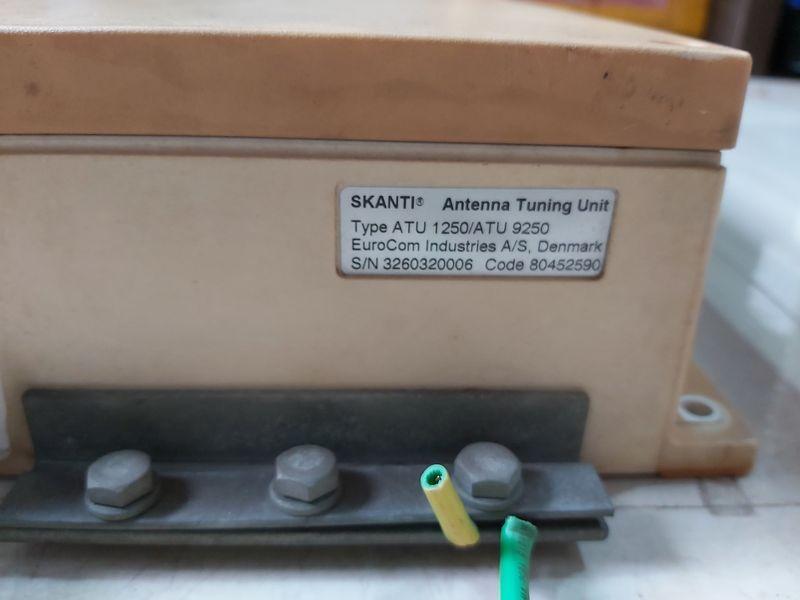 SKANTI® Antenna Tuning Unit
Type ATU 1250/ATU 9250
EuroCom Industries A/S, Denmark
S/N 3260320006 Code 80452590